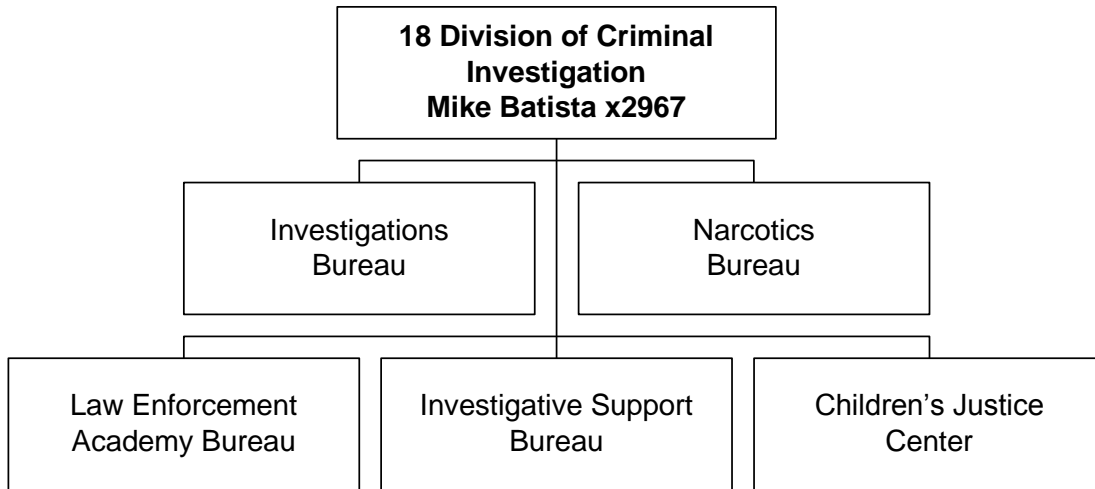 18 Division of Criminal
Investigation
Mike Batista x2967
Investigations
Bureau
Narcotics
Bureau
Law Enforcement
Academy Bureau
Investigative Support
Bureau
Children’s Justice
Center